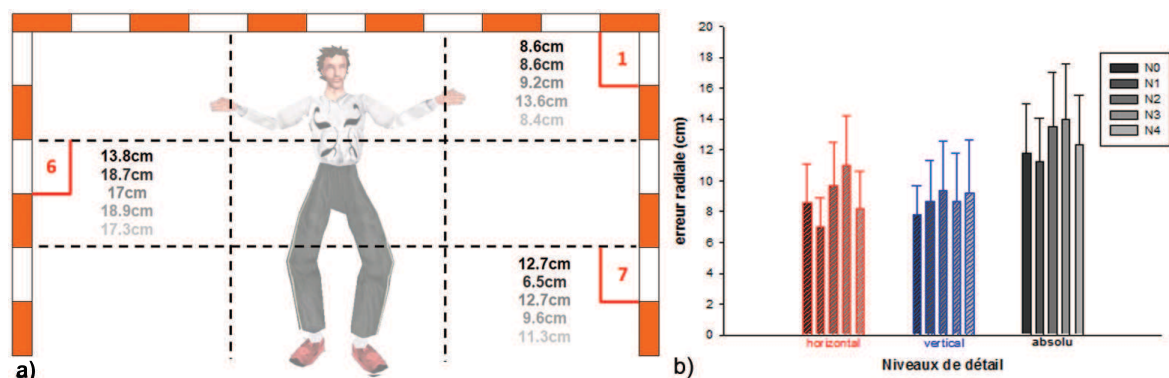 8.6cm
8.6cm
9.2cm
13.6cm
8.4cm
1
6
13.8cm
18.7cm
17cm
18.9cm
17.3cm
12.7cm
6.5cm
12.7cm
9.6cm
11.3cm
7
a)
erreur radiale (cm)
20
18
16
14
12
10
8
6
4
2
0
N0
N1
N2
N3
N4
horizontal
vertical
absolu
Niveaux de détail
b)